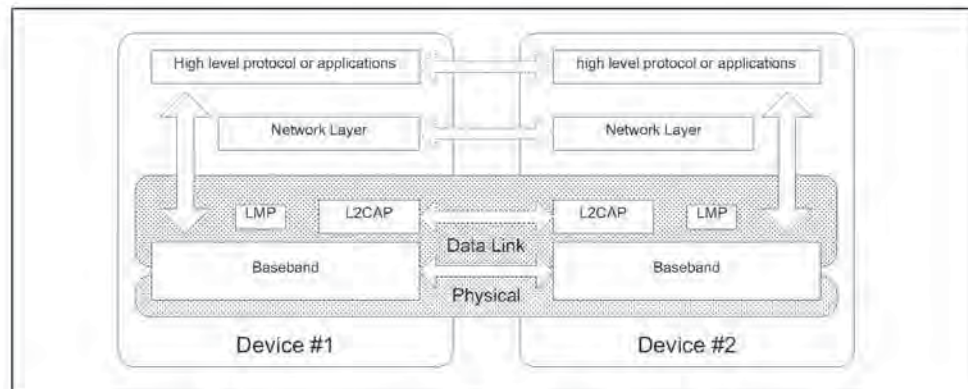 High level protocol or applications
high level protocol or applications
Network Layer
Network Layer
LMP
L2CAP
L2CAP
LMP
Data Link
Baseband
Baseband
Physical
Device #1
Device #2